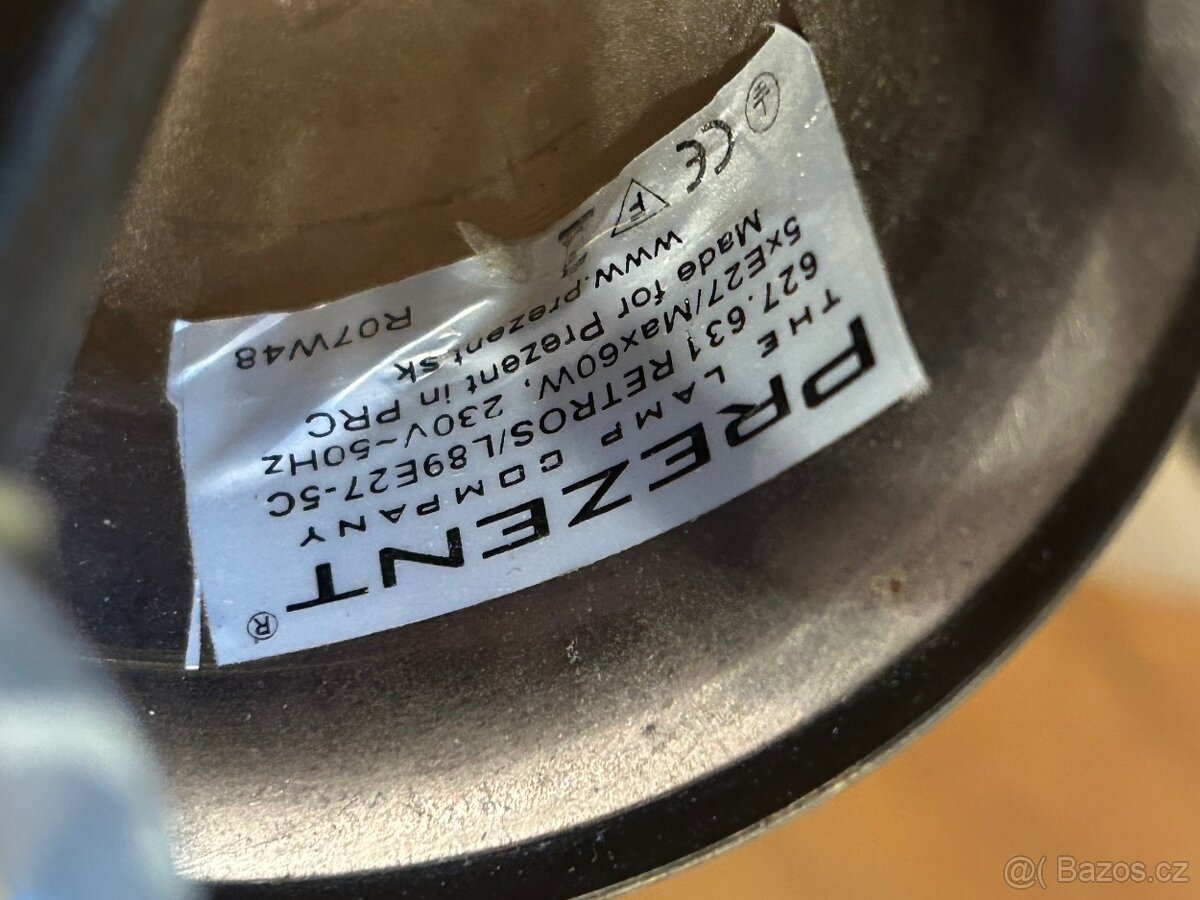 PREZENT ®
THE LAMP COMPANY
627.631 RETROS/L89E27-5C
5xE27/Max60W, 230V~50Hz
Made for Prezent in PRC
www.prezent.sk
CE F
R07W48
@( Bazos.cz